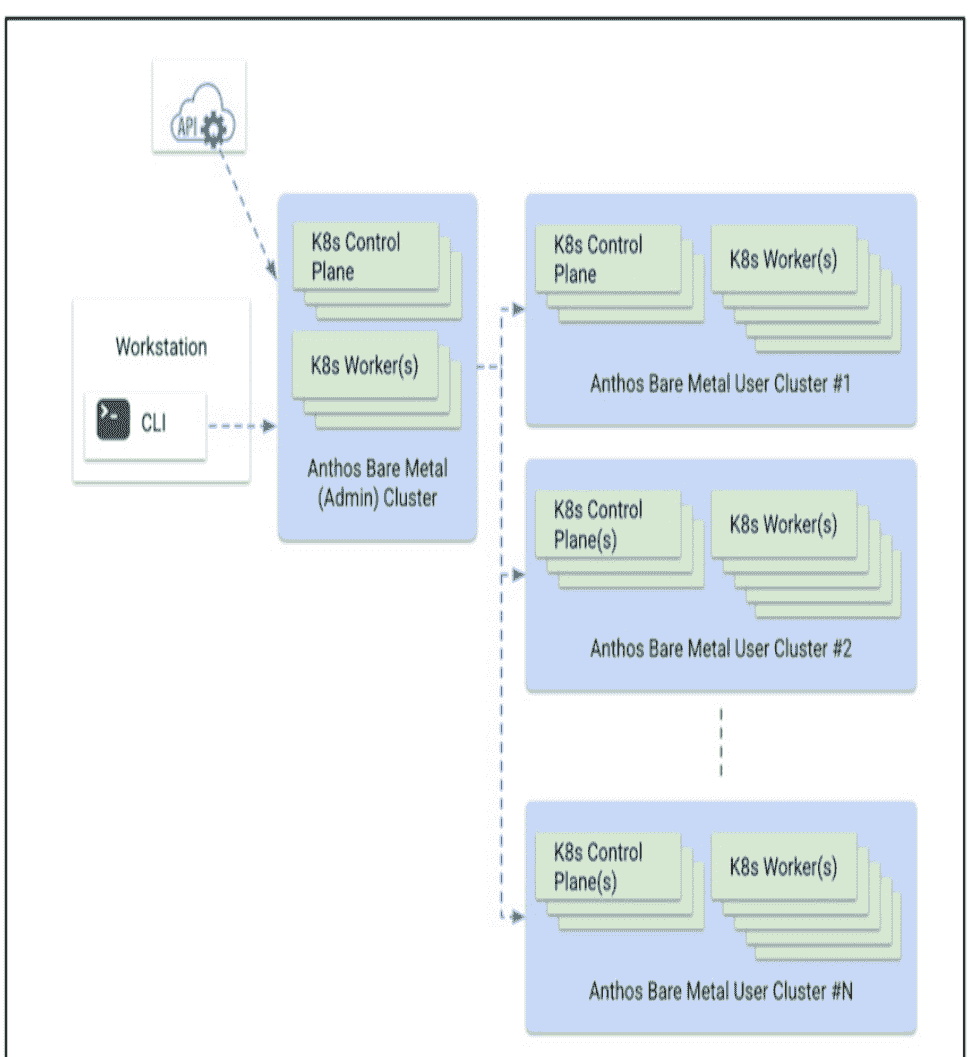 API
K8s Control
Plane
K8s Worker(s)
Anthos Bare Metal
(Admin) Cluster
Workstation
CLI
K8s Control
Plane
K8s Worker(s)
Anthos Bare Metal User Cluster #1
K8s Control
Plane(s)
K8s Worker(s)
Anthos Bare Metal User Cluster #2
K8s Control
Plane(s)
K8s Worker(s)
Anthos Bare Metal User Cluster #N